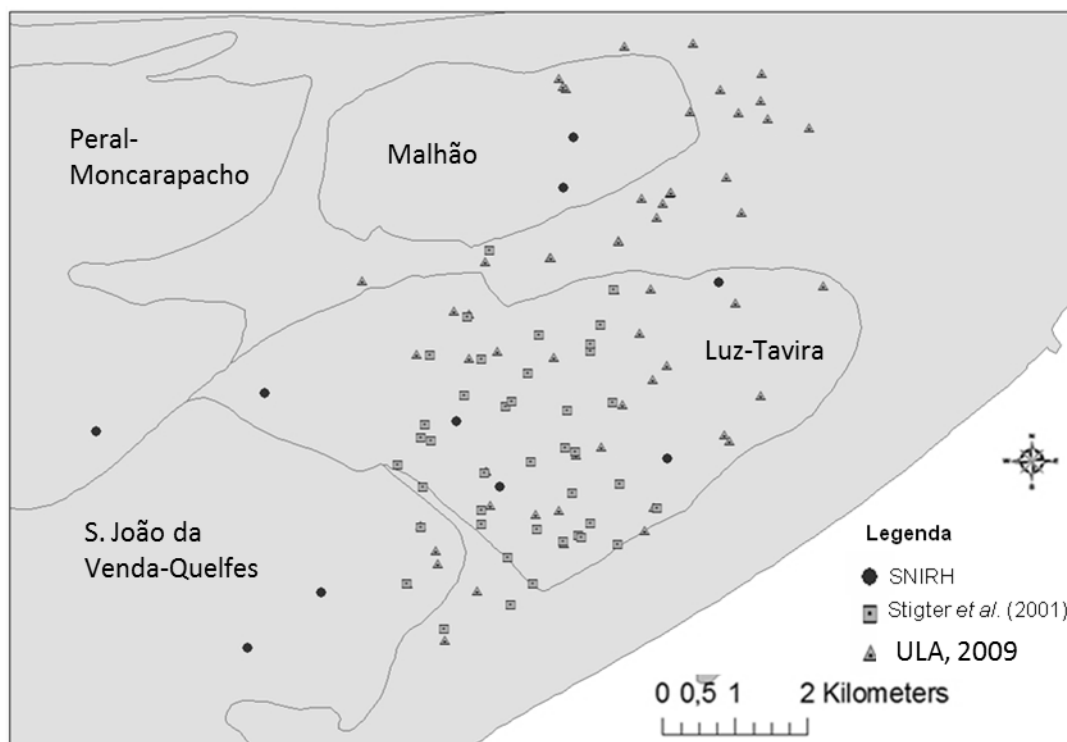 Peral-
Moncarapacho
Malhão
Luz-Tavira
S. João da
Venda-Quelfes
Legenda
SNIRH
Stigter et al. (2001)
ULA, 2009
0 0,5 1 2 Kilometers